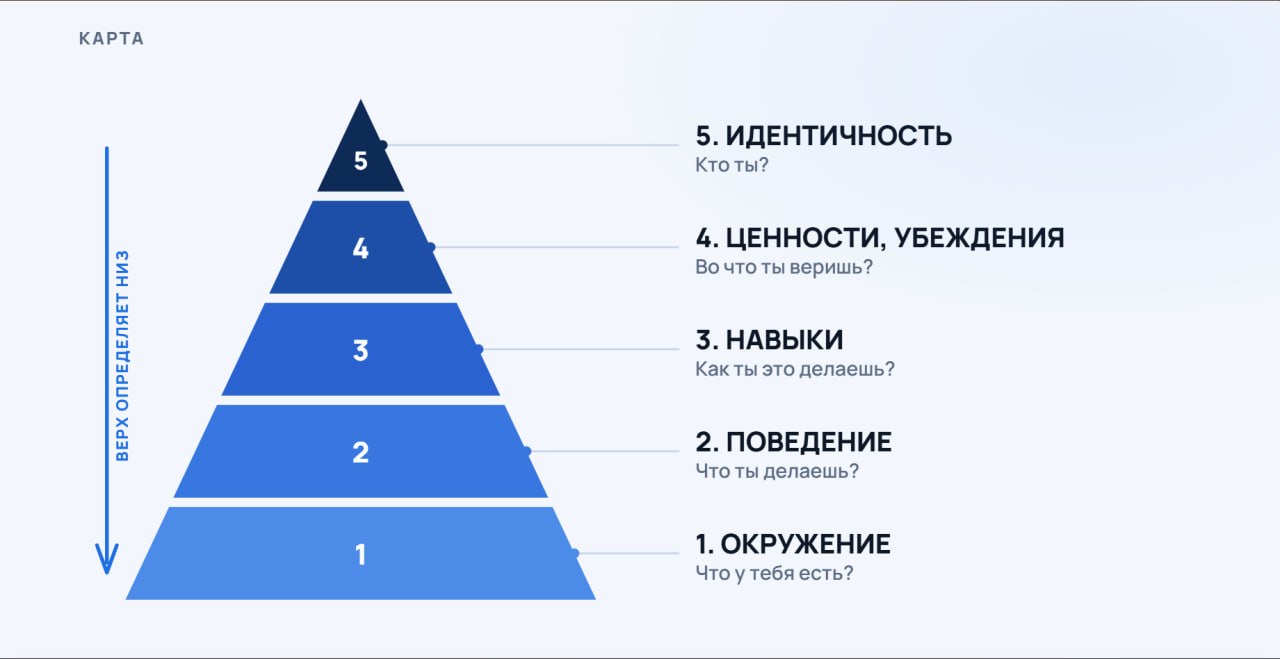 КАРТА
ВЕРХ ОПРЕДЕЛЯЕТ НИЗ
5
5. ИДЕНТИЧНОСТЬ
Кто ты?
4
4. ЦЕННОСТИ, УБЕЖДЕНИЯ
Во что ты веришь?
3
3. НАВЫКИ
Как ты это делаешь?
2
2. ПОВЕДЕНИЕ
Что ты делаешь?
1
1. ОКРУЖЕНИЕ
Что у тебя есть?